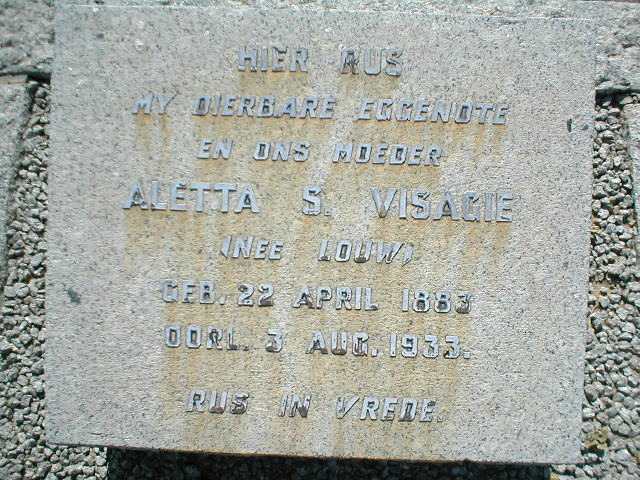 HIER RUS
MY DIERBARE EGGENOTE
EN ONS MOEDER
ALETTA S. VISAGIE
(NEE LOUW)
GEB. 22 APRIL 1883
OORL. 3 AUG. 1933.
RUS IN VREDE.